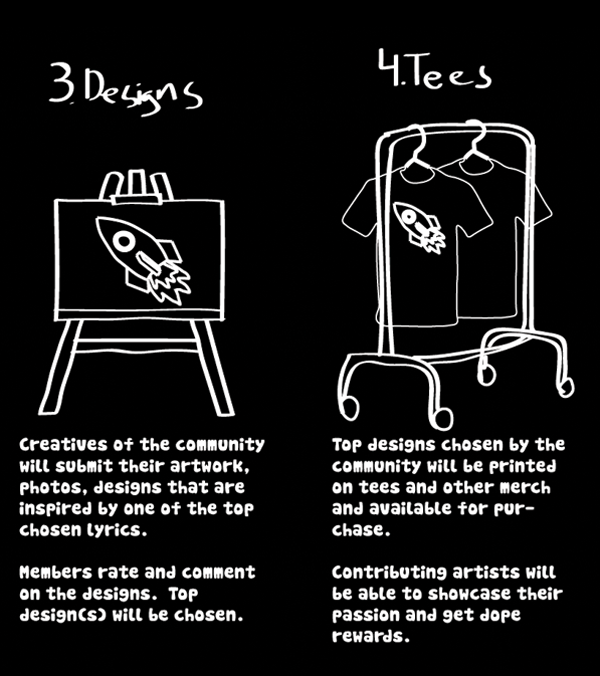 3.Designs
Creatives of the community
will submit their artwork,
photos, designs that are
inspired by one of the top
chosen lyrics.
Members rate and comment
on the designs. Top
design(s) will be chosen.
4.Tees
Top designs chosen by the
community will be printed
on tees and other merch
and available for pur-
chase.
Contributing artists will
be able to showcase their
passion and get dope
rewards.